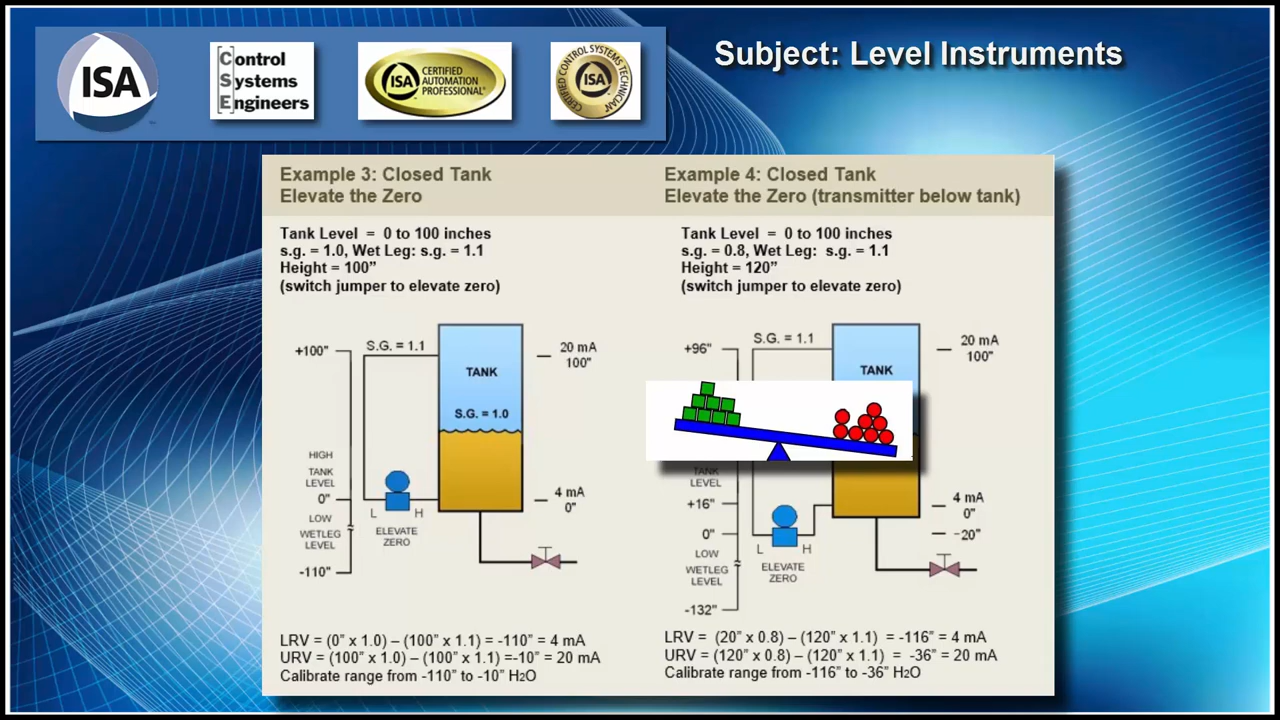 Subject: Level Instruments
ISA
[C]ontrol
[S]ystems
[E]ngineers
ISA CERTIFIED
AUTOMATION
PROFESSIONAL®
CERTIFIED CONTROL SYSTEMS TECHNICIAN
ISA
Example 3: Closed Tank
Elevate the Zero
Tank Level = 0 to 100 inches
s.g. = 1.0, Wet Leg: s.g. = 1.1
Height = 100”
(switch jumper to elevate zero)
+100"
S.G. = 1.1
20 mA
100"
TANK
S.G. = 1.0
HIGH
TANK
LEVEL
0"
4 mA
0"
LOW
WETLEG
LEVEL
L H
ELEVATE
ZERO
-110"
LRV = (0” x 1.0) – (100” x 1.1) = -110” = 4 mA
URV = (100” x 1.0) – (100” x 1.1) =-10” = 20 mA
Calibrate range from -110” to -10” H2O
Example 4: Closed Tank
Elevate the Zero (transmitter below tank)
Tank Level = 0 to 100 inches
s.g. = 0.8, Wet Leg: s.g. = 1.1
Height = 120”
(switch jumper to elevate zero)
+96"
S.G. = 1.1
20 mA
100"
TANK
TANK
LEVEL
+16"
4 mA
0"
0"
-20"
LOW
WETLEG
LEVEL
L H
ELEVATE
ZERO
-132"
LRV = (20” x 0.8) – (120” x 1.1) = -116” = 4 mA
URV = (120” x 0.8) – (120” x 1.1) = -36” = 20 mA
Calibrate range from -116” to -36” H2O